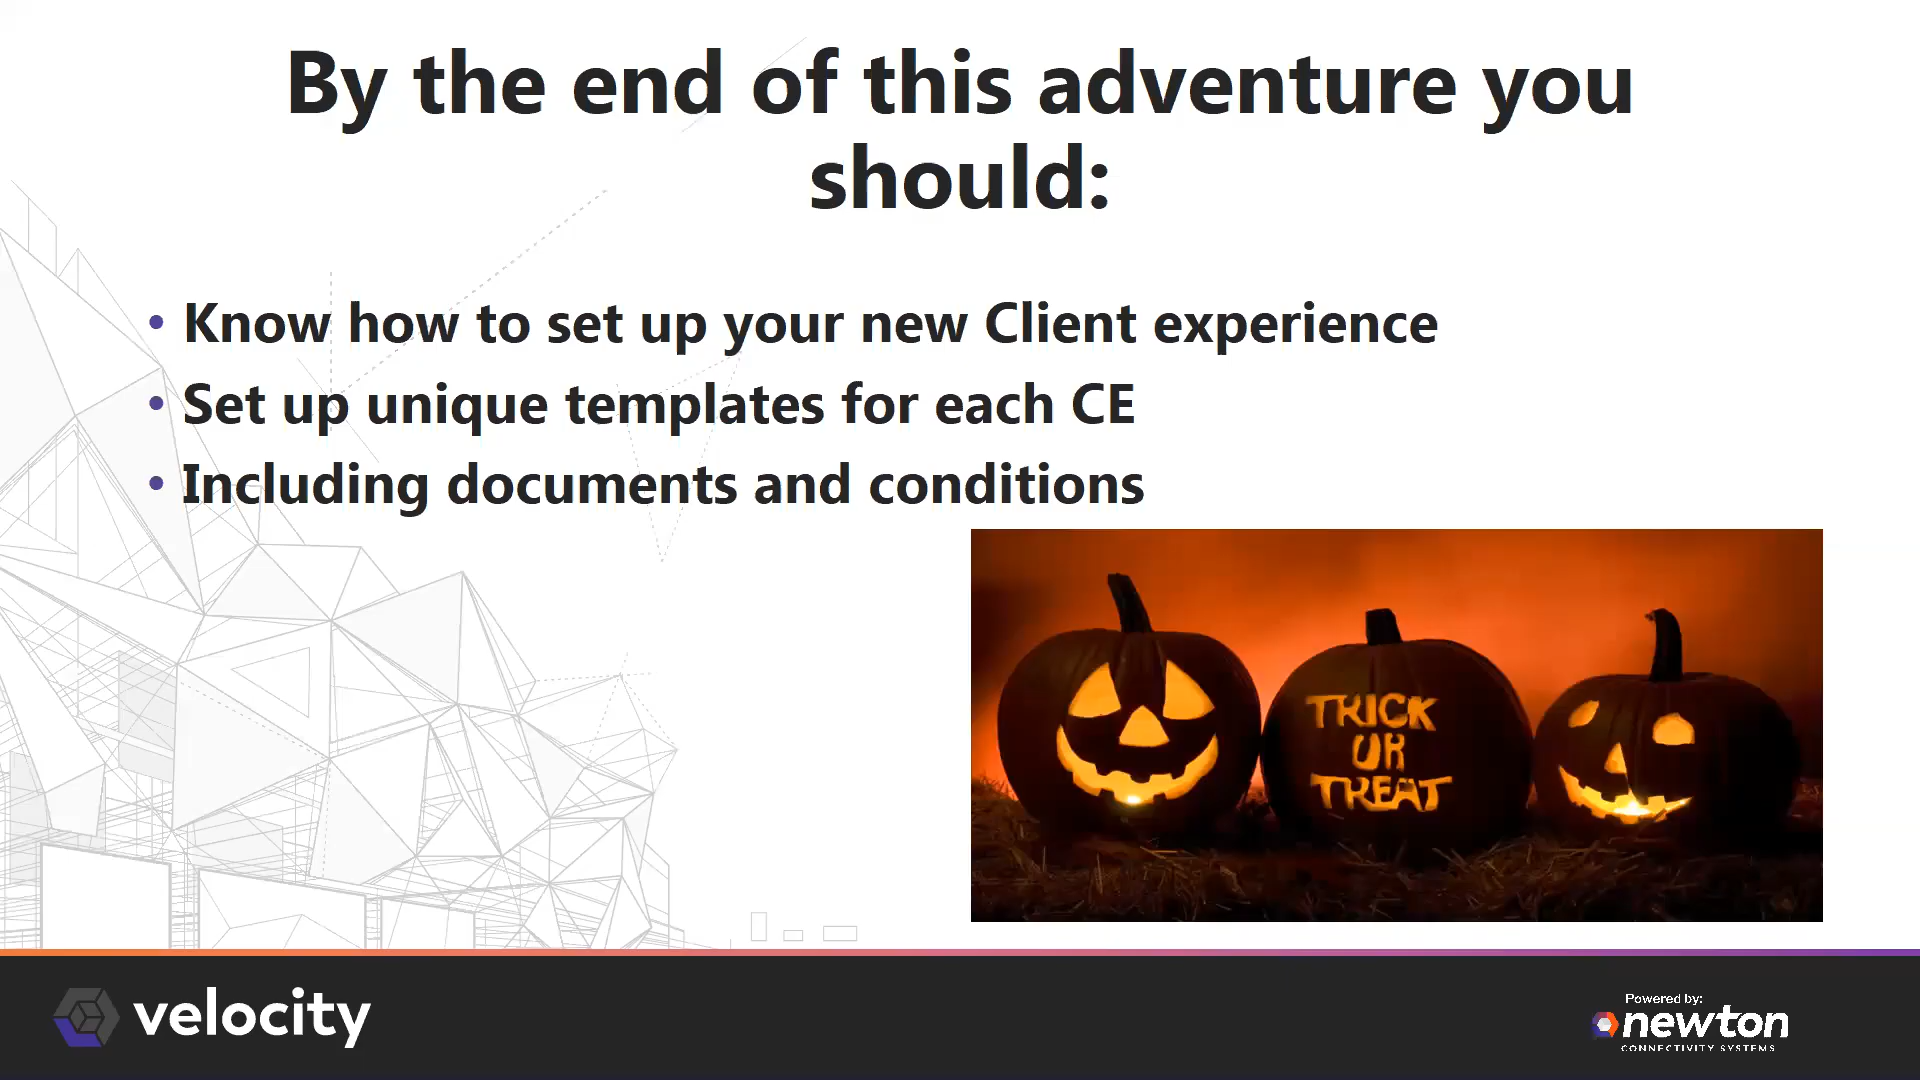 By the end of this adventure you
should:
• Know how to set up your new Client experience
• Set up unique templates for each CE
• Including documents and conditions
TRICK
OR
TREAT
velocity
Powered by:
newton
CONNECTIVITY SYSTEMS